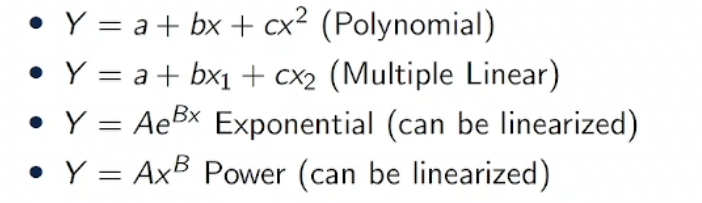 • Y = a + bx + cx² (Polynomial)
• Y = a + bx₁ + cx₂ (Multiple Linear)
• Y = Ae^{Bx} Exponential (can be linearized)
• Y = Ax^{B} Power (can be linearized)